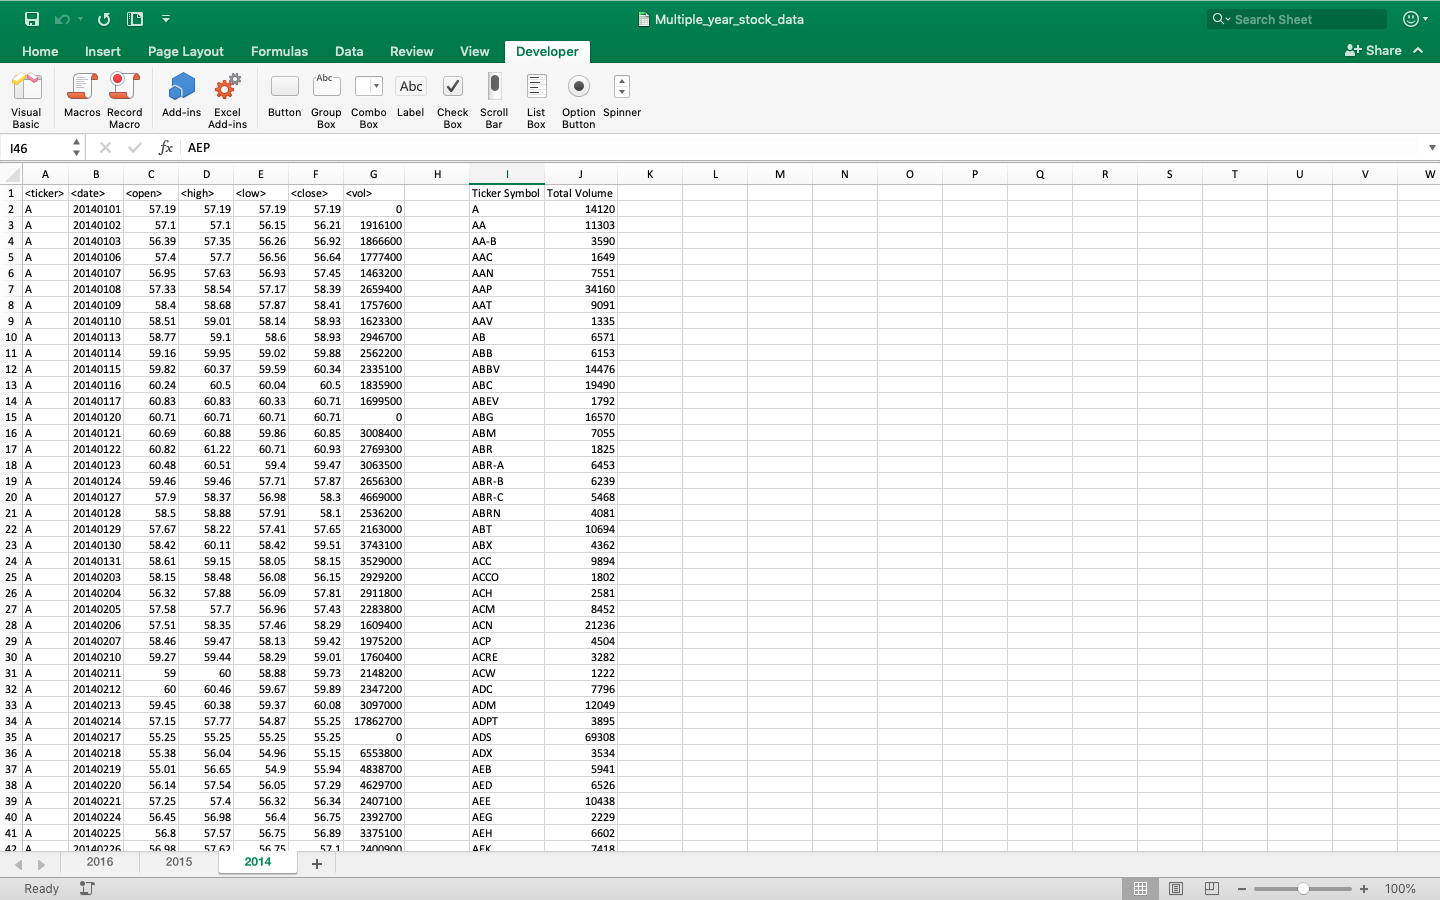 Multiple_year_stock_data
Search Sheet
Home Insert Page Layout Formulas Data Review View Developer Share
Visual Basic Macros Record Macro Add-ins Excel Add-ins Button Group Box Combo Box Label Check Box Scroll Bar List Box Option Button Spinner
Abc Abc
I46 fx AEP
A B C D E F G H I J K L M N O P Q R S T U V W
1 <ticker> <date> <open> <high> <low> <close> <vol> Ticker Symbol Total Volume
2 A 20140101 57.19 57.19 57.19 57.19 0 A 14120
3 A 20140102 57.1 57.1 56.15 56.21 1916100 AA 11303
4 A 20140103 56.39 57.35 56.26 56.92 1866600 AA-B 3590
5 A 20140106 57.4 57.7 56.56 56.64 1777400 AAC 1649
6 A 20140107 56.95 57.63 56.93 57.45 1463200 AAN 7551
7 A 20140108 57.33 58.54 57.17 58.39 2659400 AAP 34160
8 A 20140109 58.4 58.68 57.87 58.41 1757600 AAT 9091
9 A 20140110 58.51 59.01 58.14 58.93 1623300 AAV 1335
10 A 20140113 58.77 59.1 58.6 58.93 2946700 AB 6571
11 A 20140114 59.16 59.95 59.02 59.88 2562200 ABB 6153
12 A 20140115 59.82 60.37 59.59 60.34 2335100 ABBV 14476
13 A 20140116 60.24 60.5 60.04 60.5 1835900 ABC 19490
14 A 20140117 60.83 60.83 60.33 60.71 1699500 ABEV 1792
15 A 20140120 60.71 60.71 60.71 60.71 0 ABG 16570
16 A 20140121 60.69 60.88 59.86 60.85 3008400 ABM 7055
17 A 20140122 60.82 61.22 60.71 60.93 2769300 ABR 1825
18 A 20140123 60.48 60.51 59.4 59.47 3063500 ABR-A 6453
19 A 20140124 59.46 59.46 57.71 57.87 2656300 ABR-B 6239
20 A 20140127 57.9 58.37 56.98 58.3 4669000 ABR-C 5468
21 A 20140128 58.5 58.88 57.91 58.1 2536200 ABRN 4081
22 A 20140129 57.67 58.22 57.41 57.65 2163000 ABT 10694
23 A 20140130 58.42 60.11 58.42 59.51 3743100 ABX 4362
24 A 20140131 58.61 59.15 58.05 58.15 3529000 ACC 9894
25 A 20140203 58.15 58.48 56.08 56.15 2929200 ACCO 1802
26 A 20140204 56.32 57.88 56.09 57.81 2911800 ACH 2581
27 A 20140205 57.58 57.7 56.96 57.43 2283800 ACM 8452
28 A 20140206 57.51 58.35 57.46 58.29 1609400 ACN 21236
29 A 20140207 58.46 59.47 58.13 59.42 1975200 ACP 4504
30 A 20140210 59.27 59.44 58.29 59.01 1760400 ACRE 3282
31 A 20140211 59 60 58.88 59.73 2148200 ACW 1222
32 A 20140212 60 60.46 59.67 59.89 2347200 ADC 7796
33 A 20140213 59.45 60.38 59.37 60.08 3097000 ADM 12049
34 A 20140214 57.15 57.77 54.87 55.25 17862700 ADPT 3895
35 A 20140217 55.25 55.25 55.25 55.25 0 ADS 69308
36 A 20140218 55.38 56.04 54.96 55.15 6553800 ADX 3534
37 A 20140219 55.01 56.65 54.9 55.94 4838700 AEB 5941
38 A 20140220 56.14 57.54 56.05 57.29 4629700 AED 6526
39 A 20140221 57.25 57.4 56.32 56.34 2407100 AEE 10438
40 A 20140224 56.45 56.98 56.4 56.75 2392700 AEG 2229
41 A 20140225 56.8 57.57 56.75 56.89 3375100 AEH 6602
42 A 20140226 56.98 57.62 56.75 57.1 2400900 AEK 7418
2016 2015 2014
Ready 100%